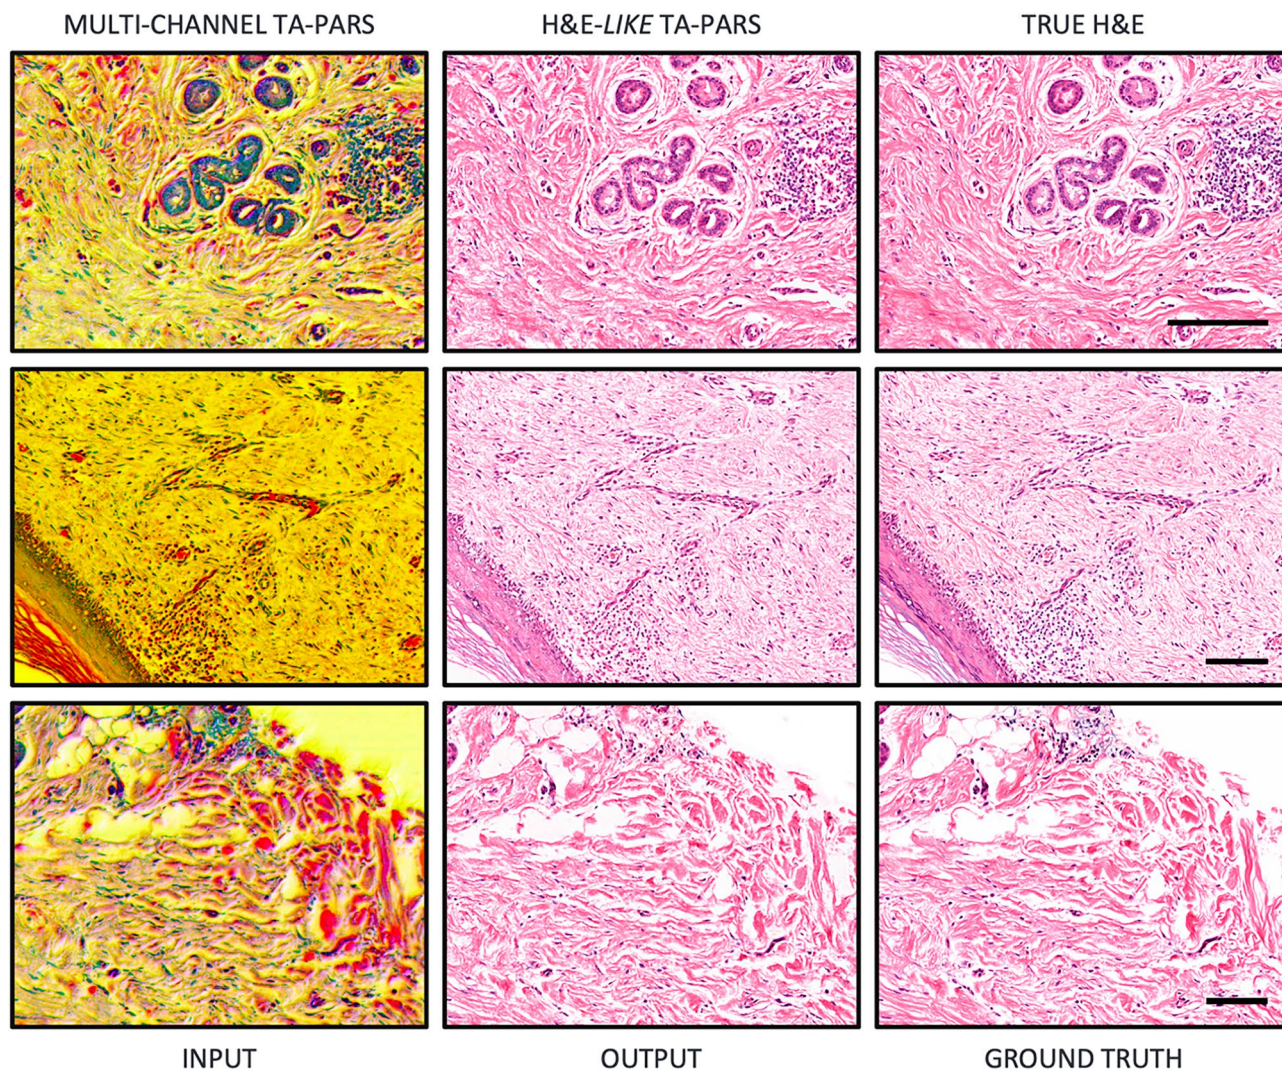 MULTI-CHANNEL TA-PARS
H&E-LIKE TA-PARS
TRUE H&E
INPUT
OUTPUT
GROUND TRUTH